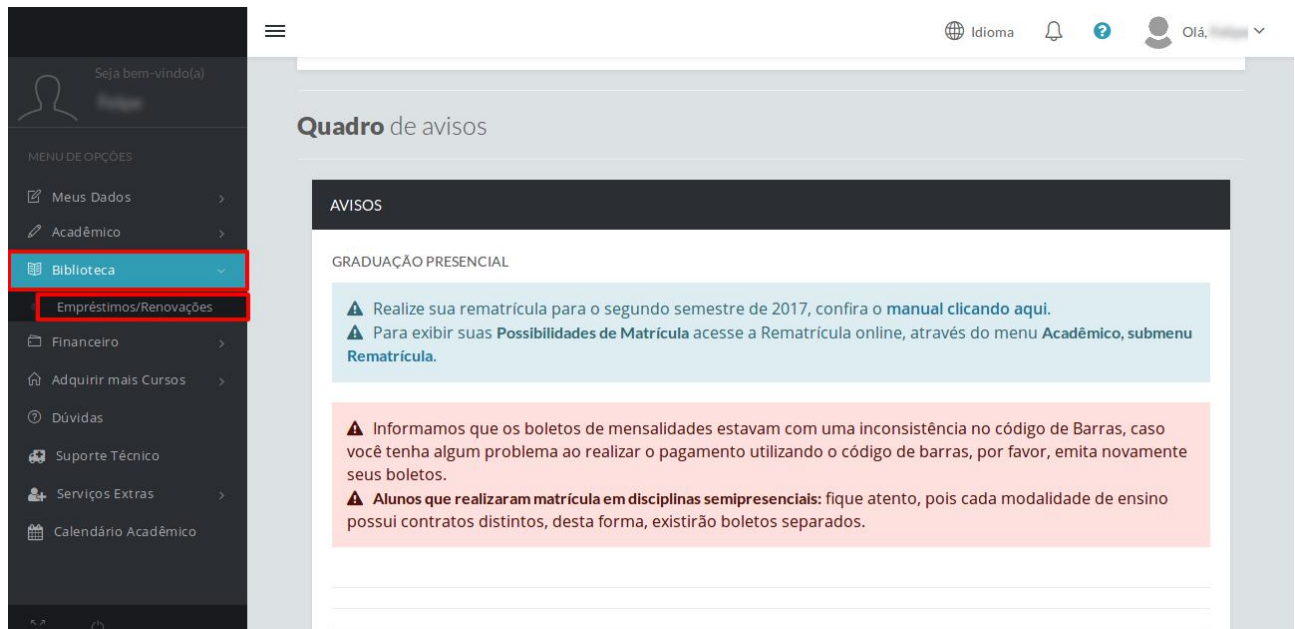 Idioma
Olá,
Seja bem-vindo(a)
MENU DE OPÇÕES
Meus Dados
Acadêmico
Biblioteca
Empréstimos/Renovações
Financeiro
Adquirir mais Cursos
Dúvidas
Suporte Técnico
Serviços Extras
Calendário Acadêmico
Quadro de avisos
AVISOS
GRADUAÇÃO PRESENCIAL
Realize sua rematrícula para o segundo semestre de 2017, confira o manual clicando aqui.
Para exibir suas Possibilidades de Matrícula acesse a Rematrícula online, através do menu Acadêmico, submenu
Rematrícula.
Informamos que os boletos de mensalidades estavam com uma inconsistência no código de Barras, caso
você tenha algum problema ao realizar o pagamento utilizando o código de barras, por favor, emita novamente
seus boletos.
Alunos que realizaram matrícula em disciplinas semipresenciais: fique atento, pois cada modalidade de ensino
possui contratos distintos, desta forma, existirão boletos separados.